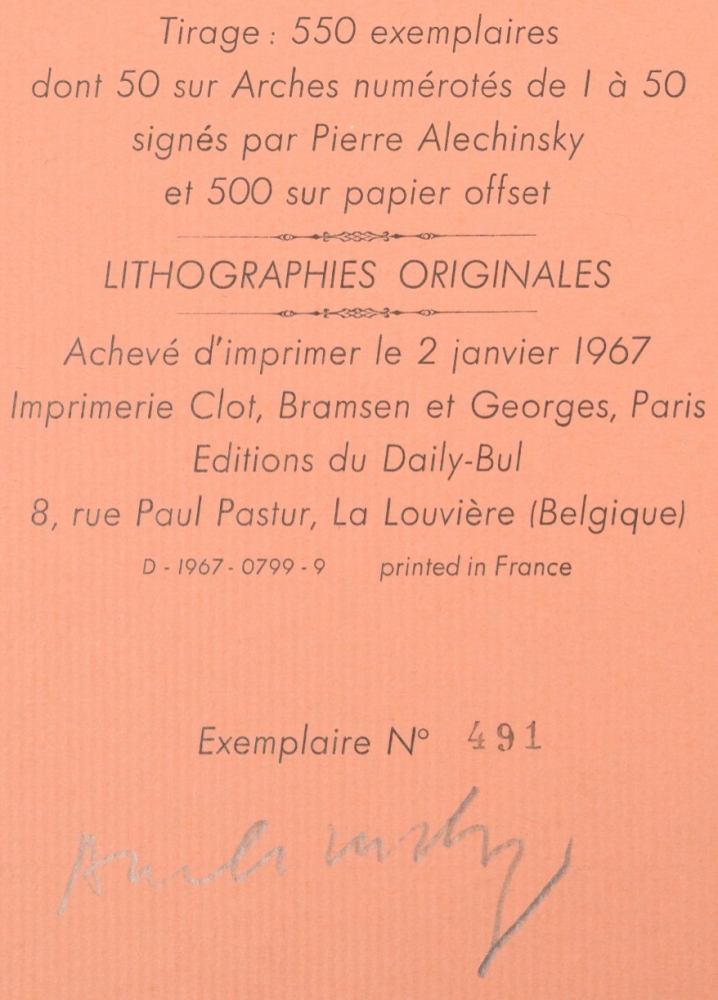 Tirage : 550 exemplaires
dont 50 sur Arches numérotés de 1 à 50
signés par Pierre Alechinsky
et 500 sur papier offset
LITHOGRAPHIES ORIGINALES
Achevé d'imprimer le 2 janvier 1967
Imprimerie Clot, Bramsen et Georges, Paris
Editions du Daily-Bul
8, rue Paul Pastur, La Louvière (Belgique)
D - 1967 - 0799 - 9 printed in France
Exemplaire N° 491
Alechinsky